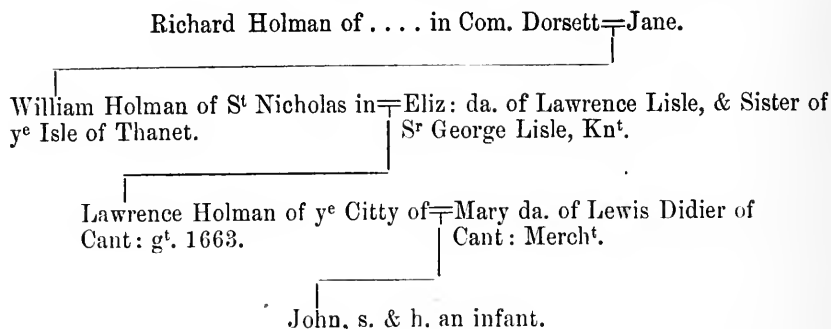 Richard Holman of . . . . in Com. Dorsett=Jane.
William Holman of Sᵗ Nicholas in=Eliz: da. of Lawrence Lisle, & Sister of
yᵉ Isle of Thanet. Sʳ George Lisle, Knᵗ.
Lawrence Holman of yᵉ Citty of=Mary da. of Lewis Didier of
Cant: gᵗ. 1663. Cant: Merchᵗ.
John, s. & h. an infant.